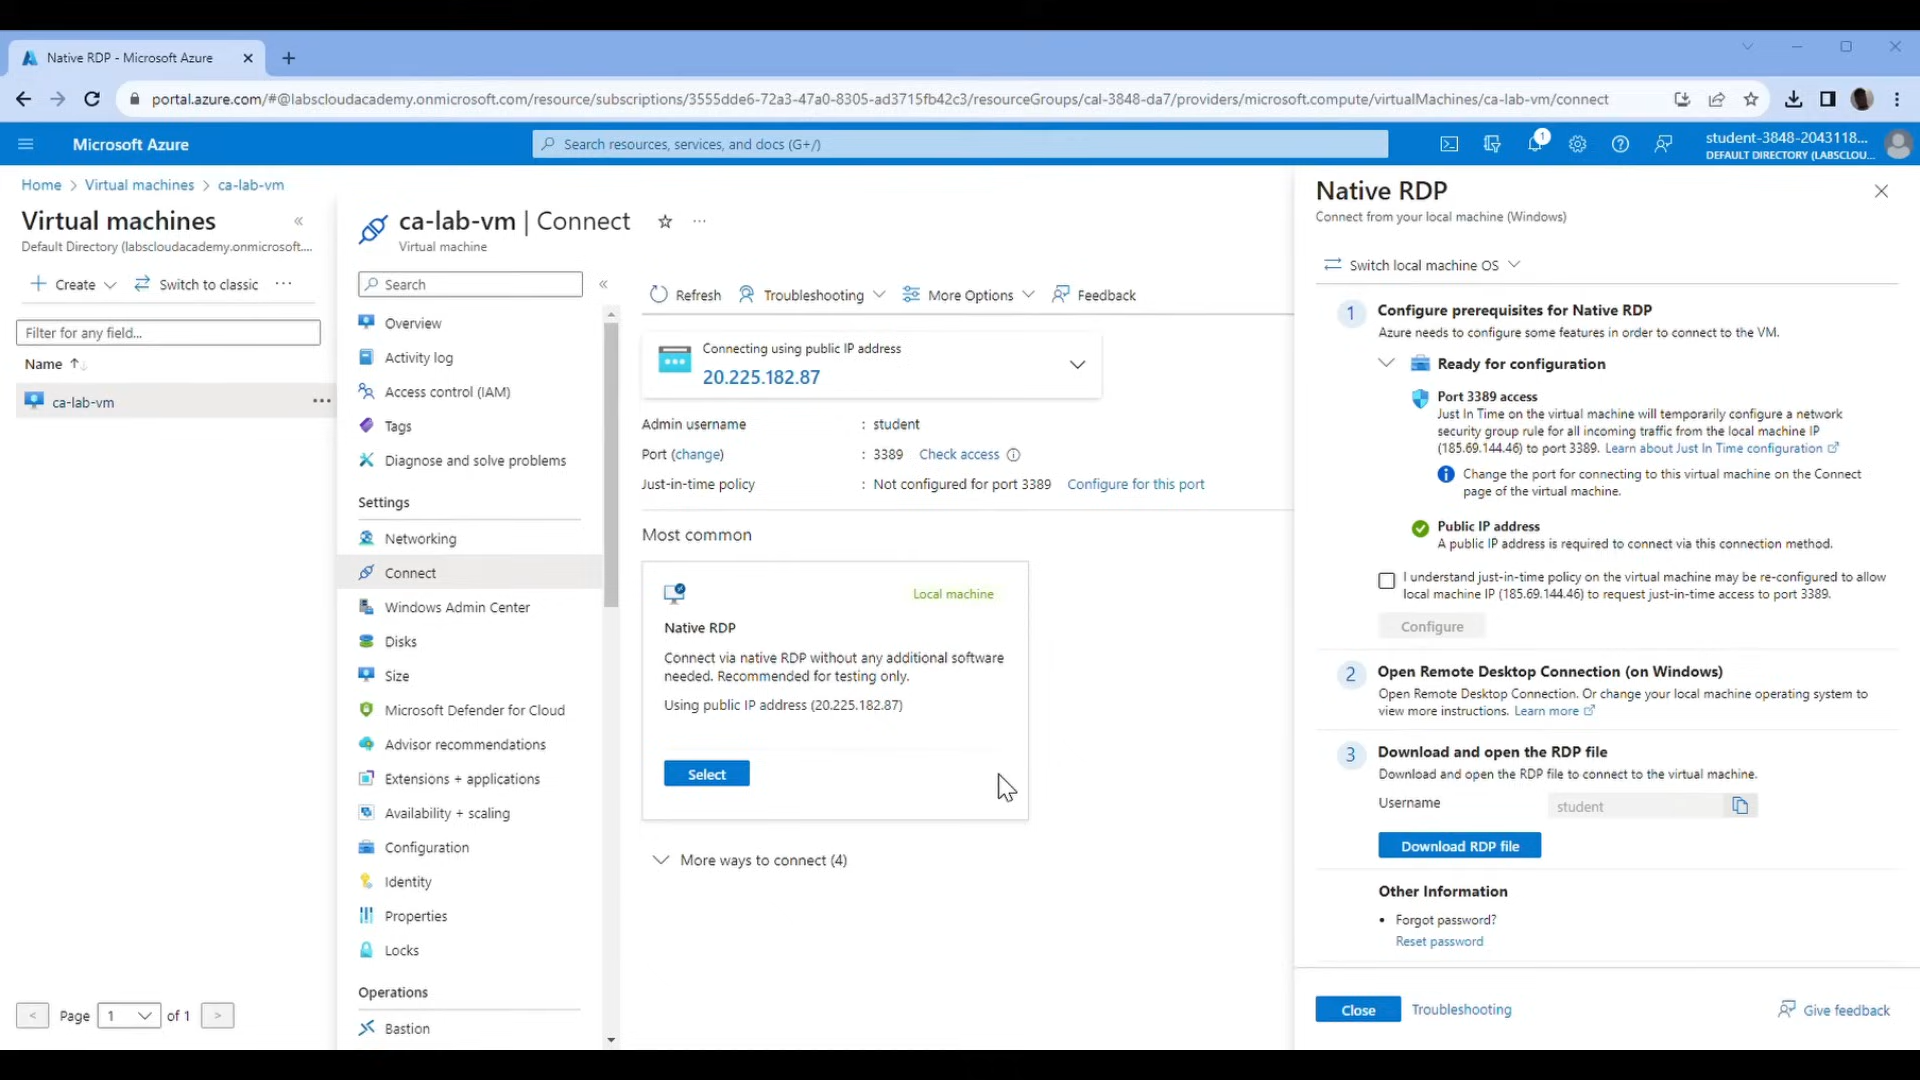 Native RDP - Microsoft Azure
portal.azure.com/#@labscloudacademy.onmicrosoft.com/resource/subscriptions/3555dde6-72a3-47a0-8305-ad3715fb42c3/resourceGroups/cal-3848-da7/providers/microsoft.compute/virtualMachines/ca-lab-vm/connect
Microsoft Azure
Search resources, services, and docs (G+/)
1
student-3848-2043118...
DEFAULT DIRECTORY (LABSCLOU...
Home > Virtual machines > ca-lab-vm
Virtual machines
Default Directory (labscloudacademy.onmicrosoft....
Create
Switch to classic
Filter for any field...
Name
ca-lab-vm
Page 1 of 1
ca-lab-vm | Connect
Virtual machine
Search
Overview
Activity log
Access control (IAM)
Tags
Diagnose and solve problems
Settings
Networking
Connect
Windows Admin Center
Disks
Size
Microsoft Defender for Cloud
Advisor recommendations
Extensions + applications
Availability + scaling
Configuration
Identity
Properties
Locks
Operations
Bastion
Refresh
Troubleshooting
More Options
Feedback
Connecting using public IP address
20.225.182.87
Admin username : student
Port (change) : 3389 Check access
Just-in-time policy : Not configured for port 3389 Configure for this port
Most common
Local machine
Native RDP
Connect via native RDP without any additional software
needed. Recommended for testing only.
Using public IP address (20.225.182.87)
Select
More ways to connect (4)
Native RDP
Connect from your local machine (Windows)
Switch local machine OS
1 Configure prerequisites for Native RDP
Azure needs to configure some features in order to connect to the VM.
Ready for configuration
Port 3389 access
Just In Time on the virtual machine will temporarily configure a network
security group rule for all incoming traffic from the local machine IP
(185.69.144.46) to port 3389. Learn about Just In Time configuration
Change the port for connecting to this virtual machine on the Connect
page of the virtual machine.
Public IP address
A public IP address is required to connect via this connection method.
I understand just-in-time policy on the virtual machine may be re-configured to allow
local machine IP (185.69.144.46) to request just-in-time access to port 3389.
Configure
2 Open Remote Desktop Connection (on Windows)
Open Remote Desktop Connection. Or change your local machine operating system to
view more instructions. Learn more
3 Download and open the RDP file
Download and open the RDP file to connect to the virtual machine.
Username student
Download RDP file
Other Information
• Forgot password?
Reset password
Close
Troubleshooting
Give feedback